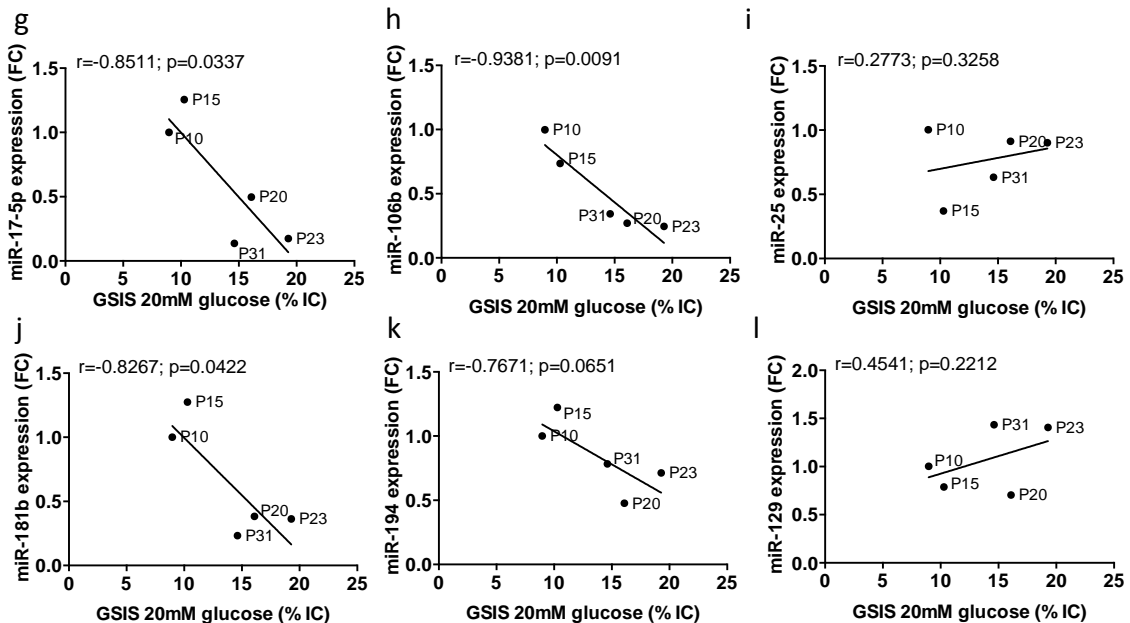 g
r=-0.8511; p=0.0337
miR-17-5p expression (FC)
1.5
1.0
0.5
0.0
P15
P10
P20
P31
P23
0 5 10 15 20 25
GSIS 20mM glucose (% IC)
h
r=-0.9381; p=0.0091
miR-106b expression (FC)
1.5
1.0
0.5
0.0
P10
P15
P31
P20
P23
0 5 10 15 20 25
GSIS 20mM glucose (% IC)
i
r=0.2773; p=0.3258
miR-25 expression (FC)
1.5
1.0
0.5
0.0
P10
P20
P23
P31
P15
0 5 10 15 20 25
GSIS 20mM glucose (% IC)
j
r=-0.8267; p=0.0422
miR-181b expression (FC)
1.5
1.0
0.5
0.0
P15
P10
P20
P23
P31
0 5 10 15 20 25
GSIS 20mM glucose (% IC)
k
r=-0.7671; p=0.0651
miR-194 expression (FC)
1.5
1.0
0.5
0.0
P15
P10
P31
P23
P20
0 5 10 15 20 25
GSIS 20mM glucose (% IC)
l
r=0.4541; p=0.2212
miR-129 expression (FC)
2.0
1.5
1.0
0.5
0.0
P31
P23
P10
P15
P20
0 5 10 15 20 25
GSIS 20mM glucose (% IC)